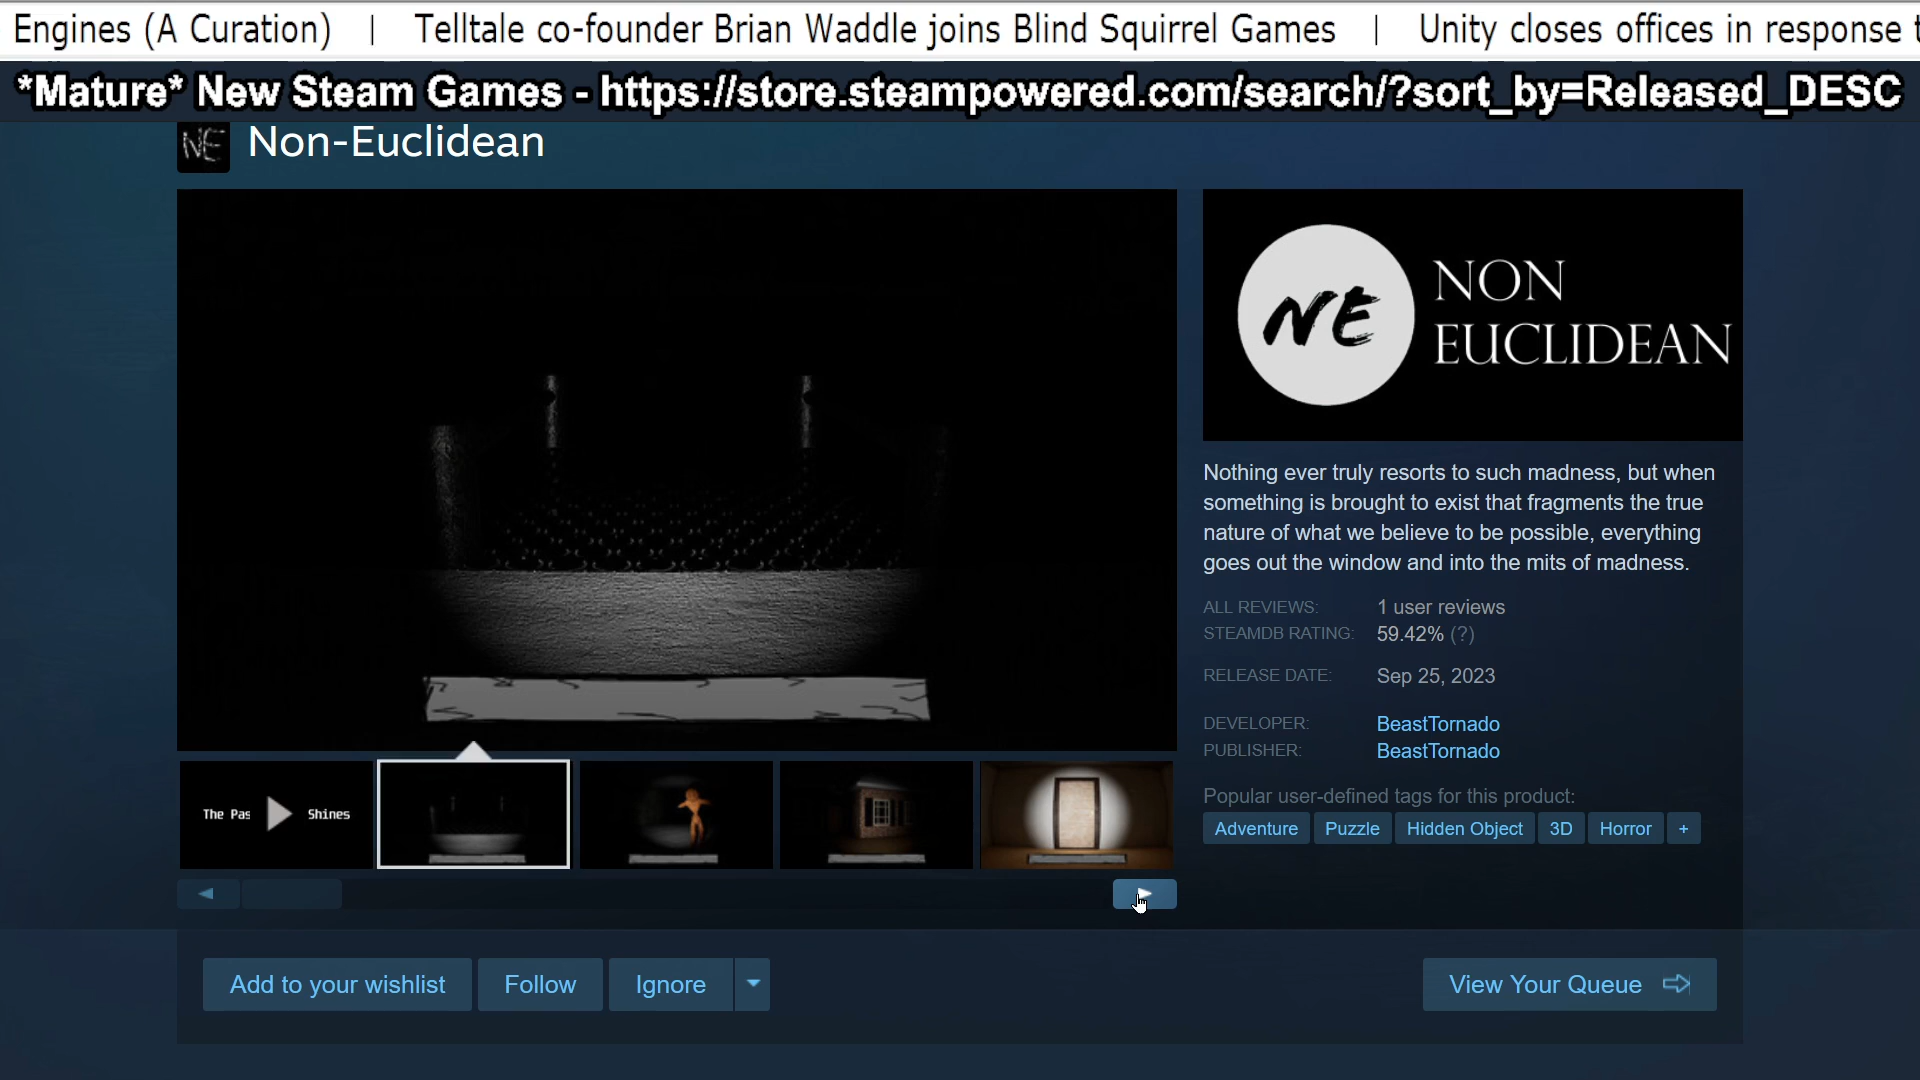 Engines (A Curation) | Telltale co-founder Brian Waddle joins Blind Squirrel Games | Unity closes offices in response
*Mature* New Steam Games - https://store.steampowered.com/search/?sort_by=Released_DESC
NE Non-Euclidean
NE
NON
EUCLIDEAN
Nothing ever truly resorts to such madness, but when
something is brought to exist that fragments the true
nature of what we believe to be possible, everything
goes out the window and into the mits of madness.
ALL REVIEWS: 1 user reviews
STEAMDB RATING: 59.42% (?)
RELEASE DATE: Sep 25, 2023
DEVELOPER: BeastTornado
PUBLISHER: BeastTornado
Popular user-defined tags for this product:
Adventure Puzzle Hidden Object 3D Horror +
The Pas Shines
Add to your wishlist Follow Ignore View Your Queue